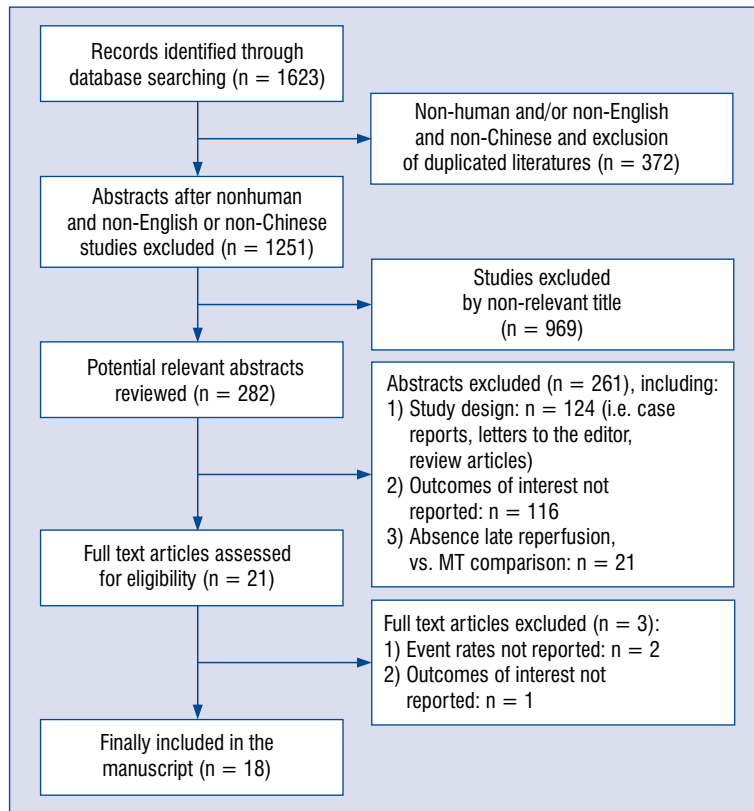 Records identified through
database searching (n = 1623)
Non-human and/or non-English
and non-Chinese and exclusion
of duplicated literatures (n = 372)
Abstracts after nonhuman
and non-English or non-Chinese
studies excluded (n = 1251)
Studies excluded
by non-relevant title
(n = 969)
Potential relevant abstracts
reviewed (n = 282)
Abstracts excluded (n = 261), including:
1) Study design: n = 124 (i.e. case
reports, letters to the editor,
review articles)
2) Outcomes of interest not
reported: n = 116
3) Absence late reperfusion,
vs. MT comparison: n = 21
Full text articles assessed
for eligibility (n = 21)
Full text articles excluded (n = 3):
1) Event rates not reported: n = 2
2) Outcomes of interest not
reported: n = 1
Finally included in the
manuscript (n = 18)